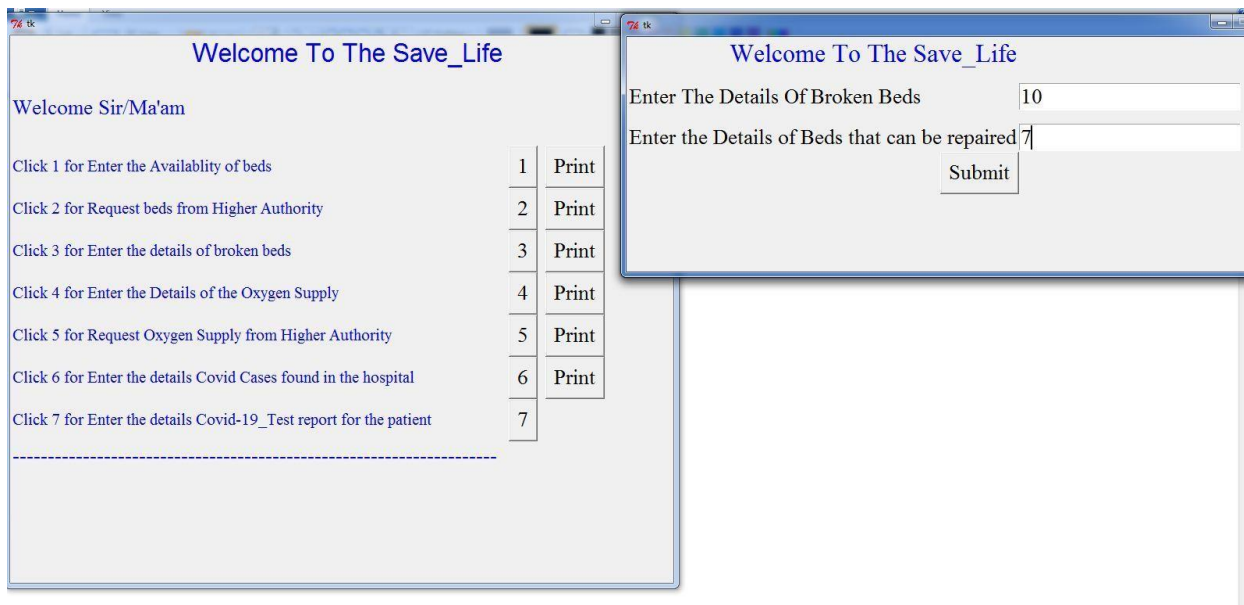 tk
Welcome To The Save_Life
Welcome Sir/Ma'am
Click 1 for Enter the Availablity of beds 1 Print
Click 2 for Request beds from Higher Authority 2 Print
Click 3 for Enter the details of broken beds 3 Print
Click 4 for Enter the Details of the Oxygen Supply 4 Print
Click 5 for Request Oxygen Supply from Higher Authority 5 Print
Click 6 for Enter the details Covid Cases found in the hospital 6 Print
Click 7 for Enter the details Covid-19_Test report for the patient 7
---------------------------------------------------------------------
tk
Welcome To The Save_Life
Enter The Details Of Broken Beds 10
Enter the Details of Beds that can be repaired 7
Submit